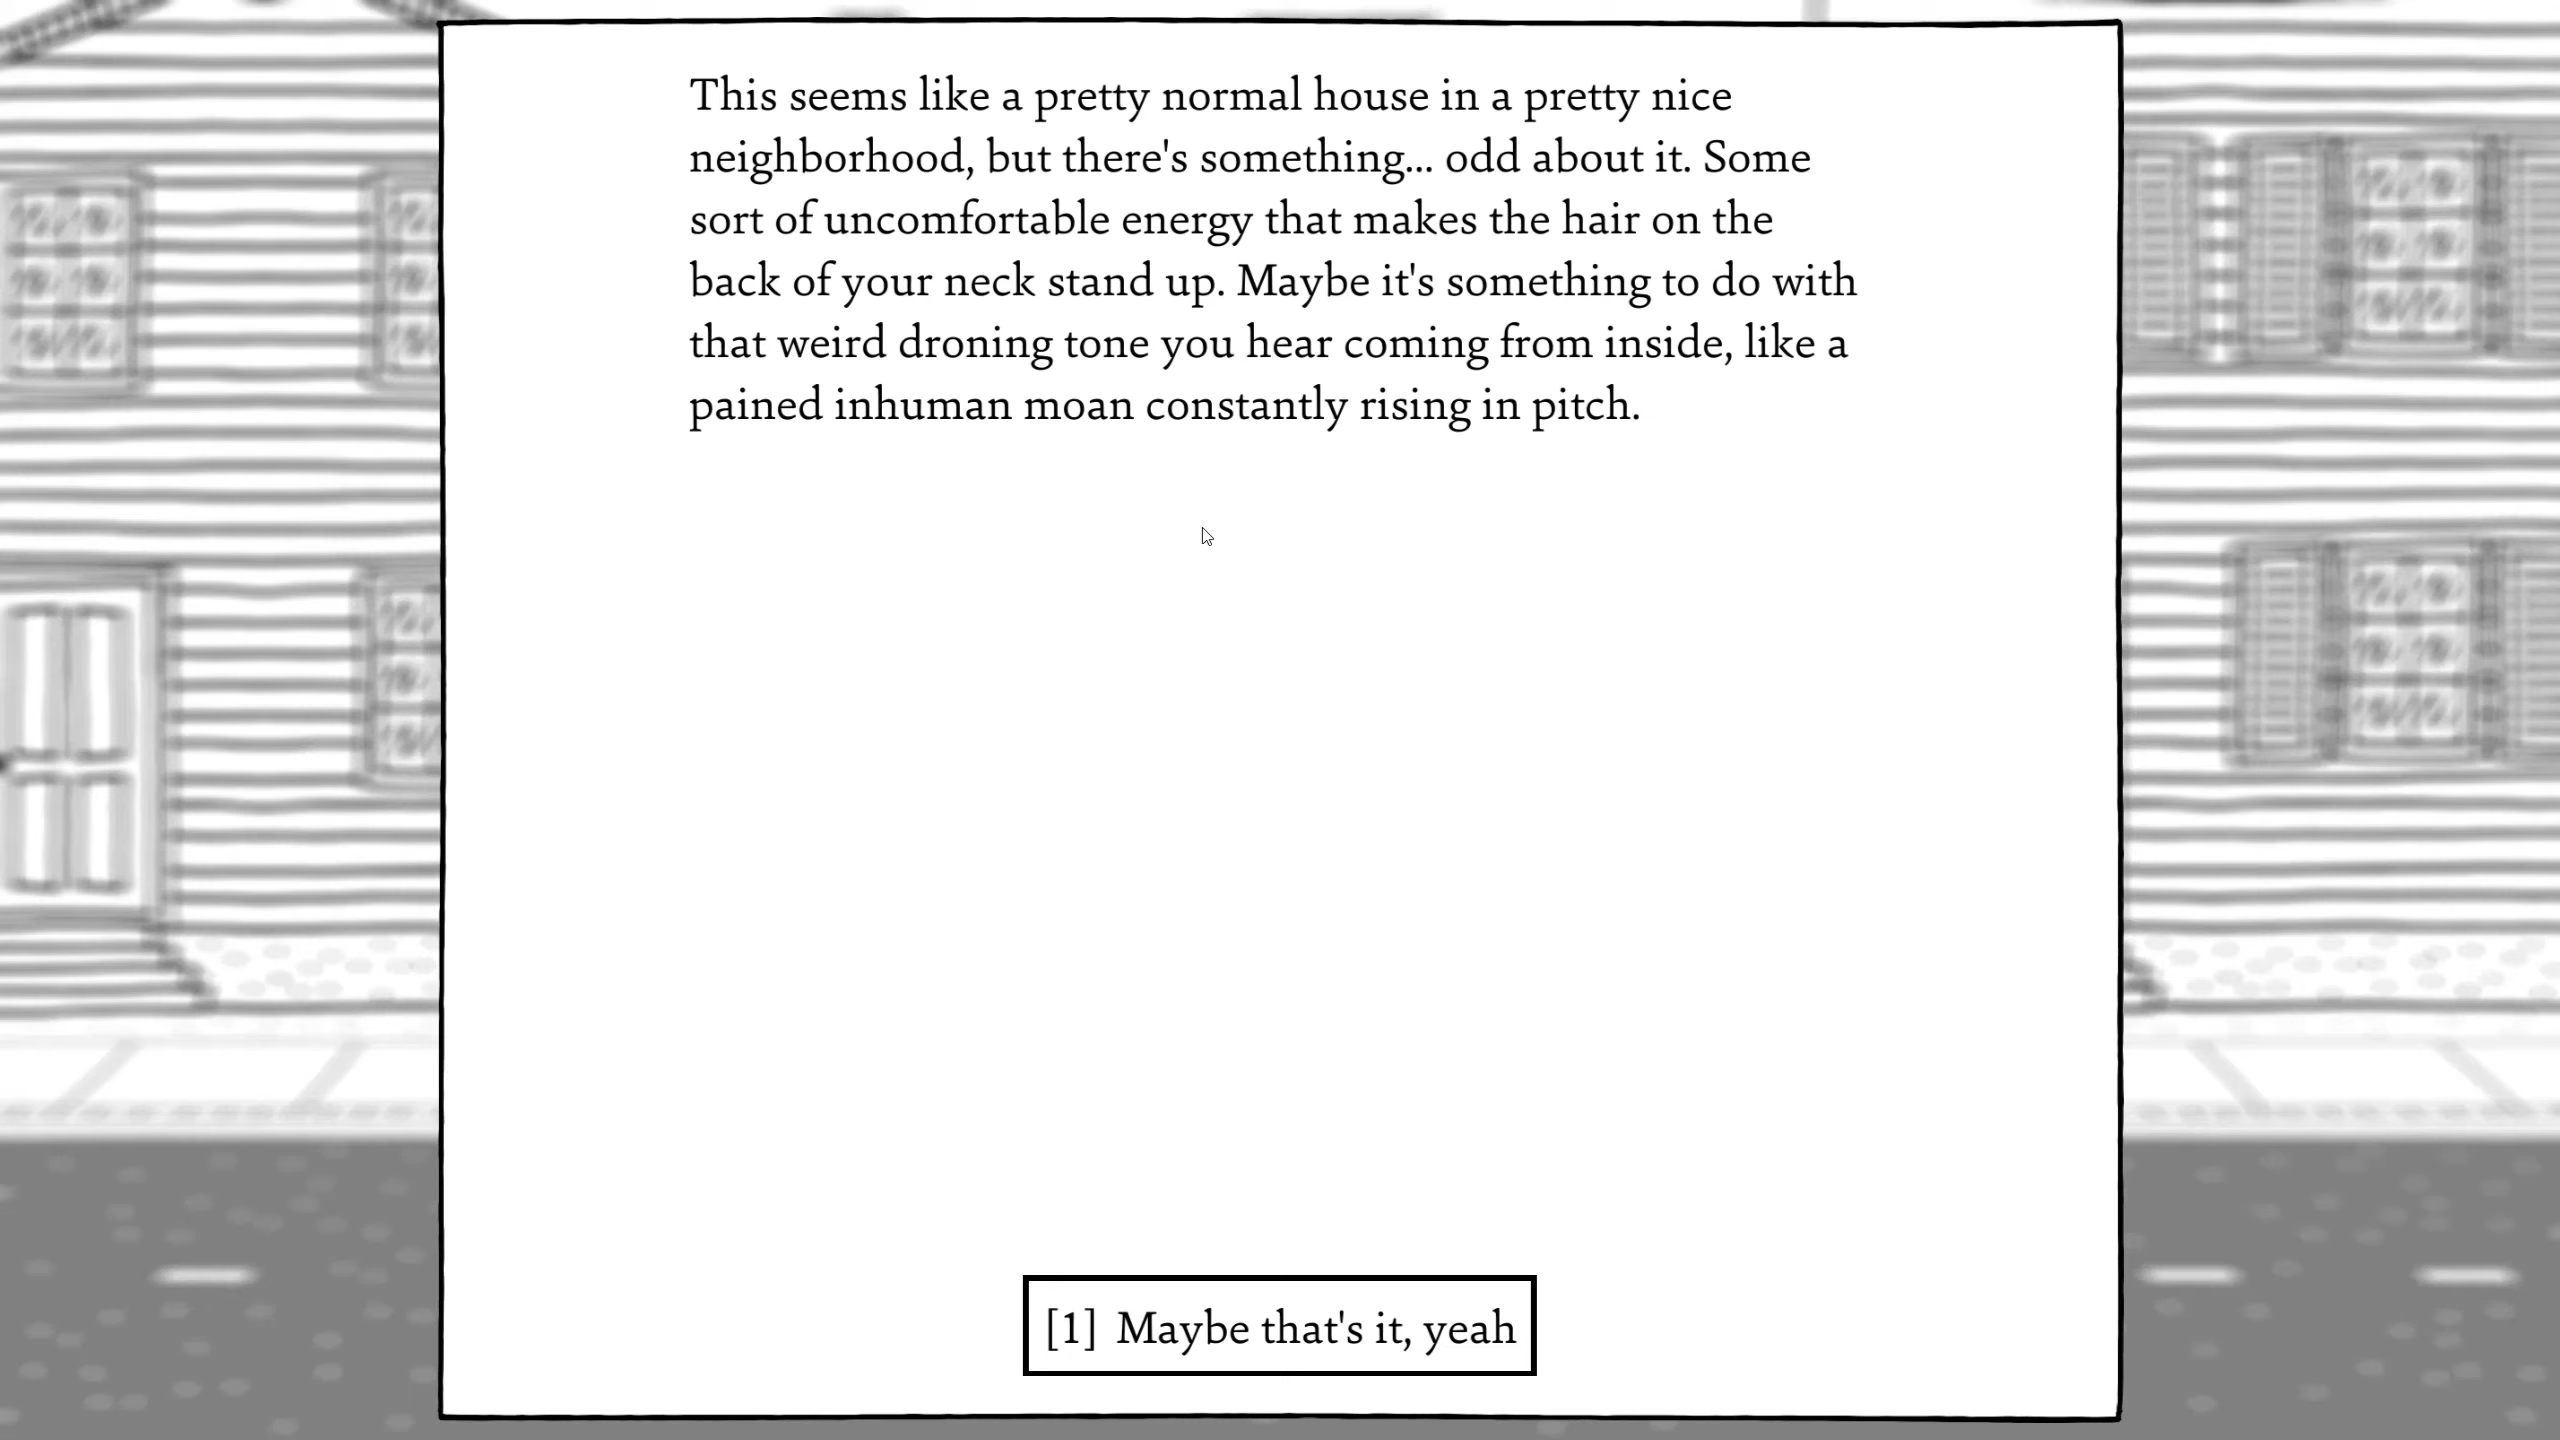 This seems like a pretty normal house in a pretty nice
neighborhood, but there's something... odd about it. Some
sort of uncomfortable energy that makes the hair on the
back of your neck stand up. Maybe it's something to do with
that weird droning tone you hear coming from inside, like a
pained inhuman moan constantly rising in pitch.
[1] Maybe that's it, yeah